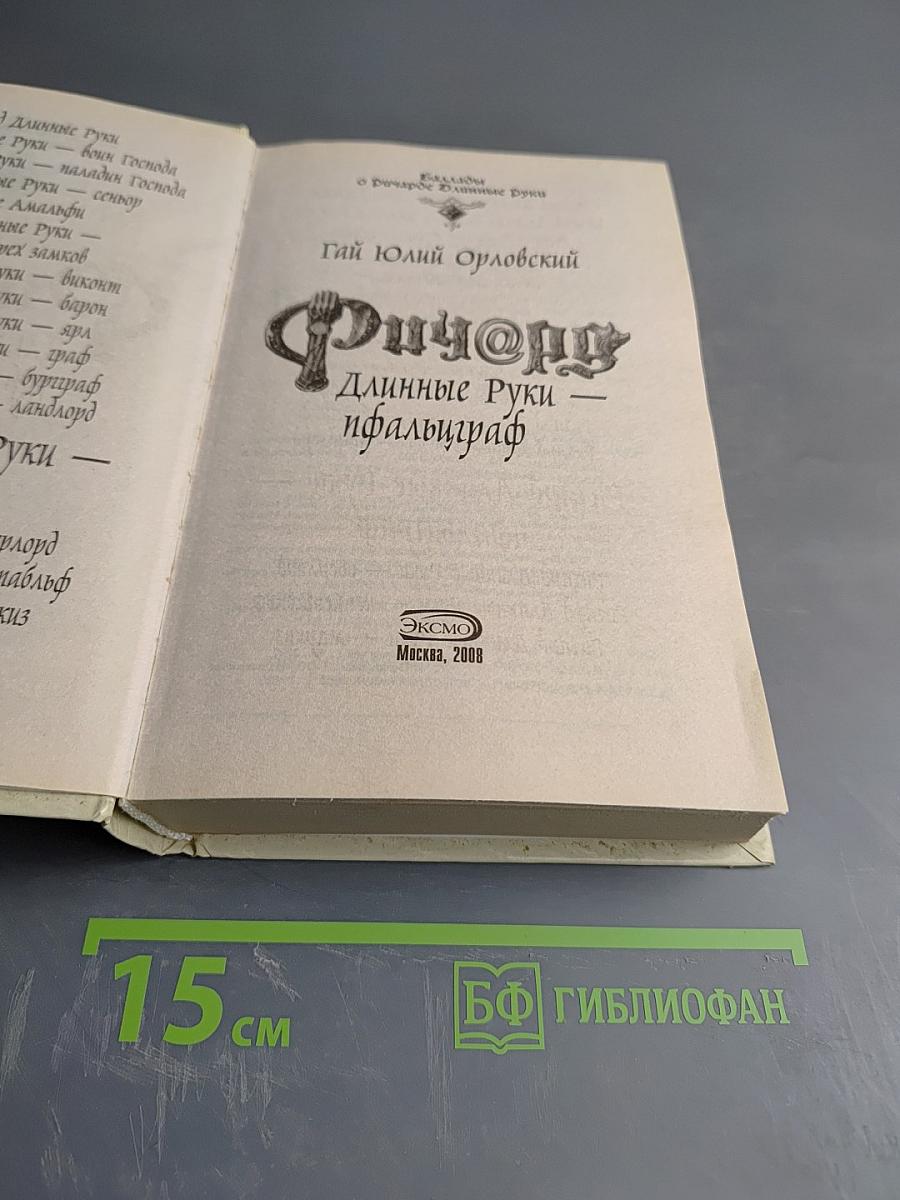 Длинные Руки
Руки — воин Господа
Руки — паладин Господа
Руки — сеньор
Амальфи
Руки —
трех замков
— виконт
— барон
— ярл
— граф
— бургграф
— ландлорд
Руки —
Баллады
о Ричарде Длинные Руки
Гай Юлий Орловский
Ричард
Длинные Руки —
пфальцграф
ЭКСМО
Москва, 2008
15 см
БФ ГИБЛИОФАН